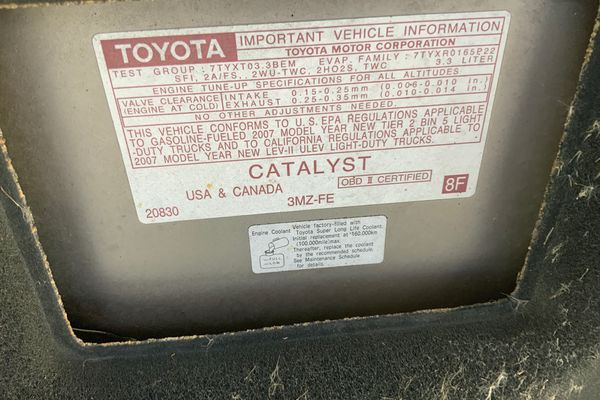 TOYOTA IMPORTANT VEHICLE INFORMATION
TOYOTA MOTOR CORPORATION
TEST GROUP : 7TYXT03.3BEM EVAP. FAMILY : 7TYXR0165P22
SFI, 2A/FS, 2WU-TWC, 2HO2S, TWC 3.3 LITER
ENGINE TUNE-UP SPECIFICATIONS FOR ALL ALTITUDES
VALVE CLEARANCE INTAKE 0.15-0.25mm (0.006-0.010 in.)
(ENGINE AT COLD) EXHAUST 0.25-0.35mm (0.010-0.014 in.)
NO OTHER ADJUSTMENTS NEEDED.
THIS VEHICLE CONFORMS TO U.S.EPA REGULATIONS APPLICABLE
TO GASOLINE-FUELED 2007 MODEL YEAR NEW TIER 2 BIN 5 LIGHT
-DUTY TRUCKS AND TO CALIFORNIA REGULATIONS APPLICABLE TO
2007 MODEL YEAR NEW LEV-II ULEV LIGHT-DUTY TRUCKS.
CATALYST
USA & CANADA OBD II CERTIFIED
20830 3MZ-FE 8F
Engine Coolant Vehicle factory-filled with
Toyota Super Long Life Coolant.
Initial replacement at 160,000km
(100,000mile)max.
Thereafter, replace the coolant
by the recommended schedule.
See Maintenance Schedule
for details.
FULL
LOW